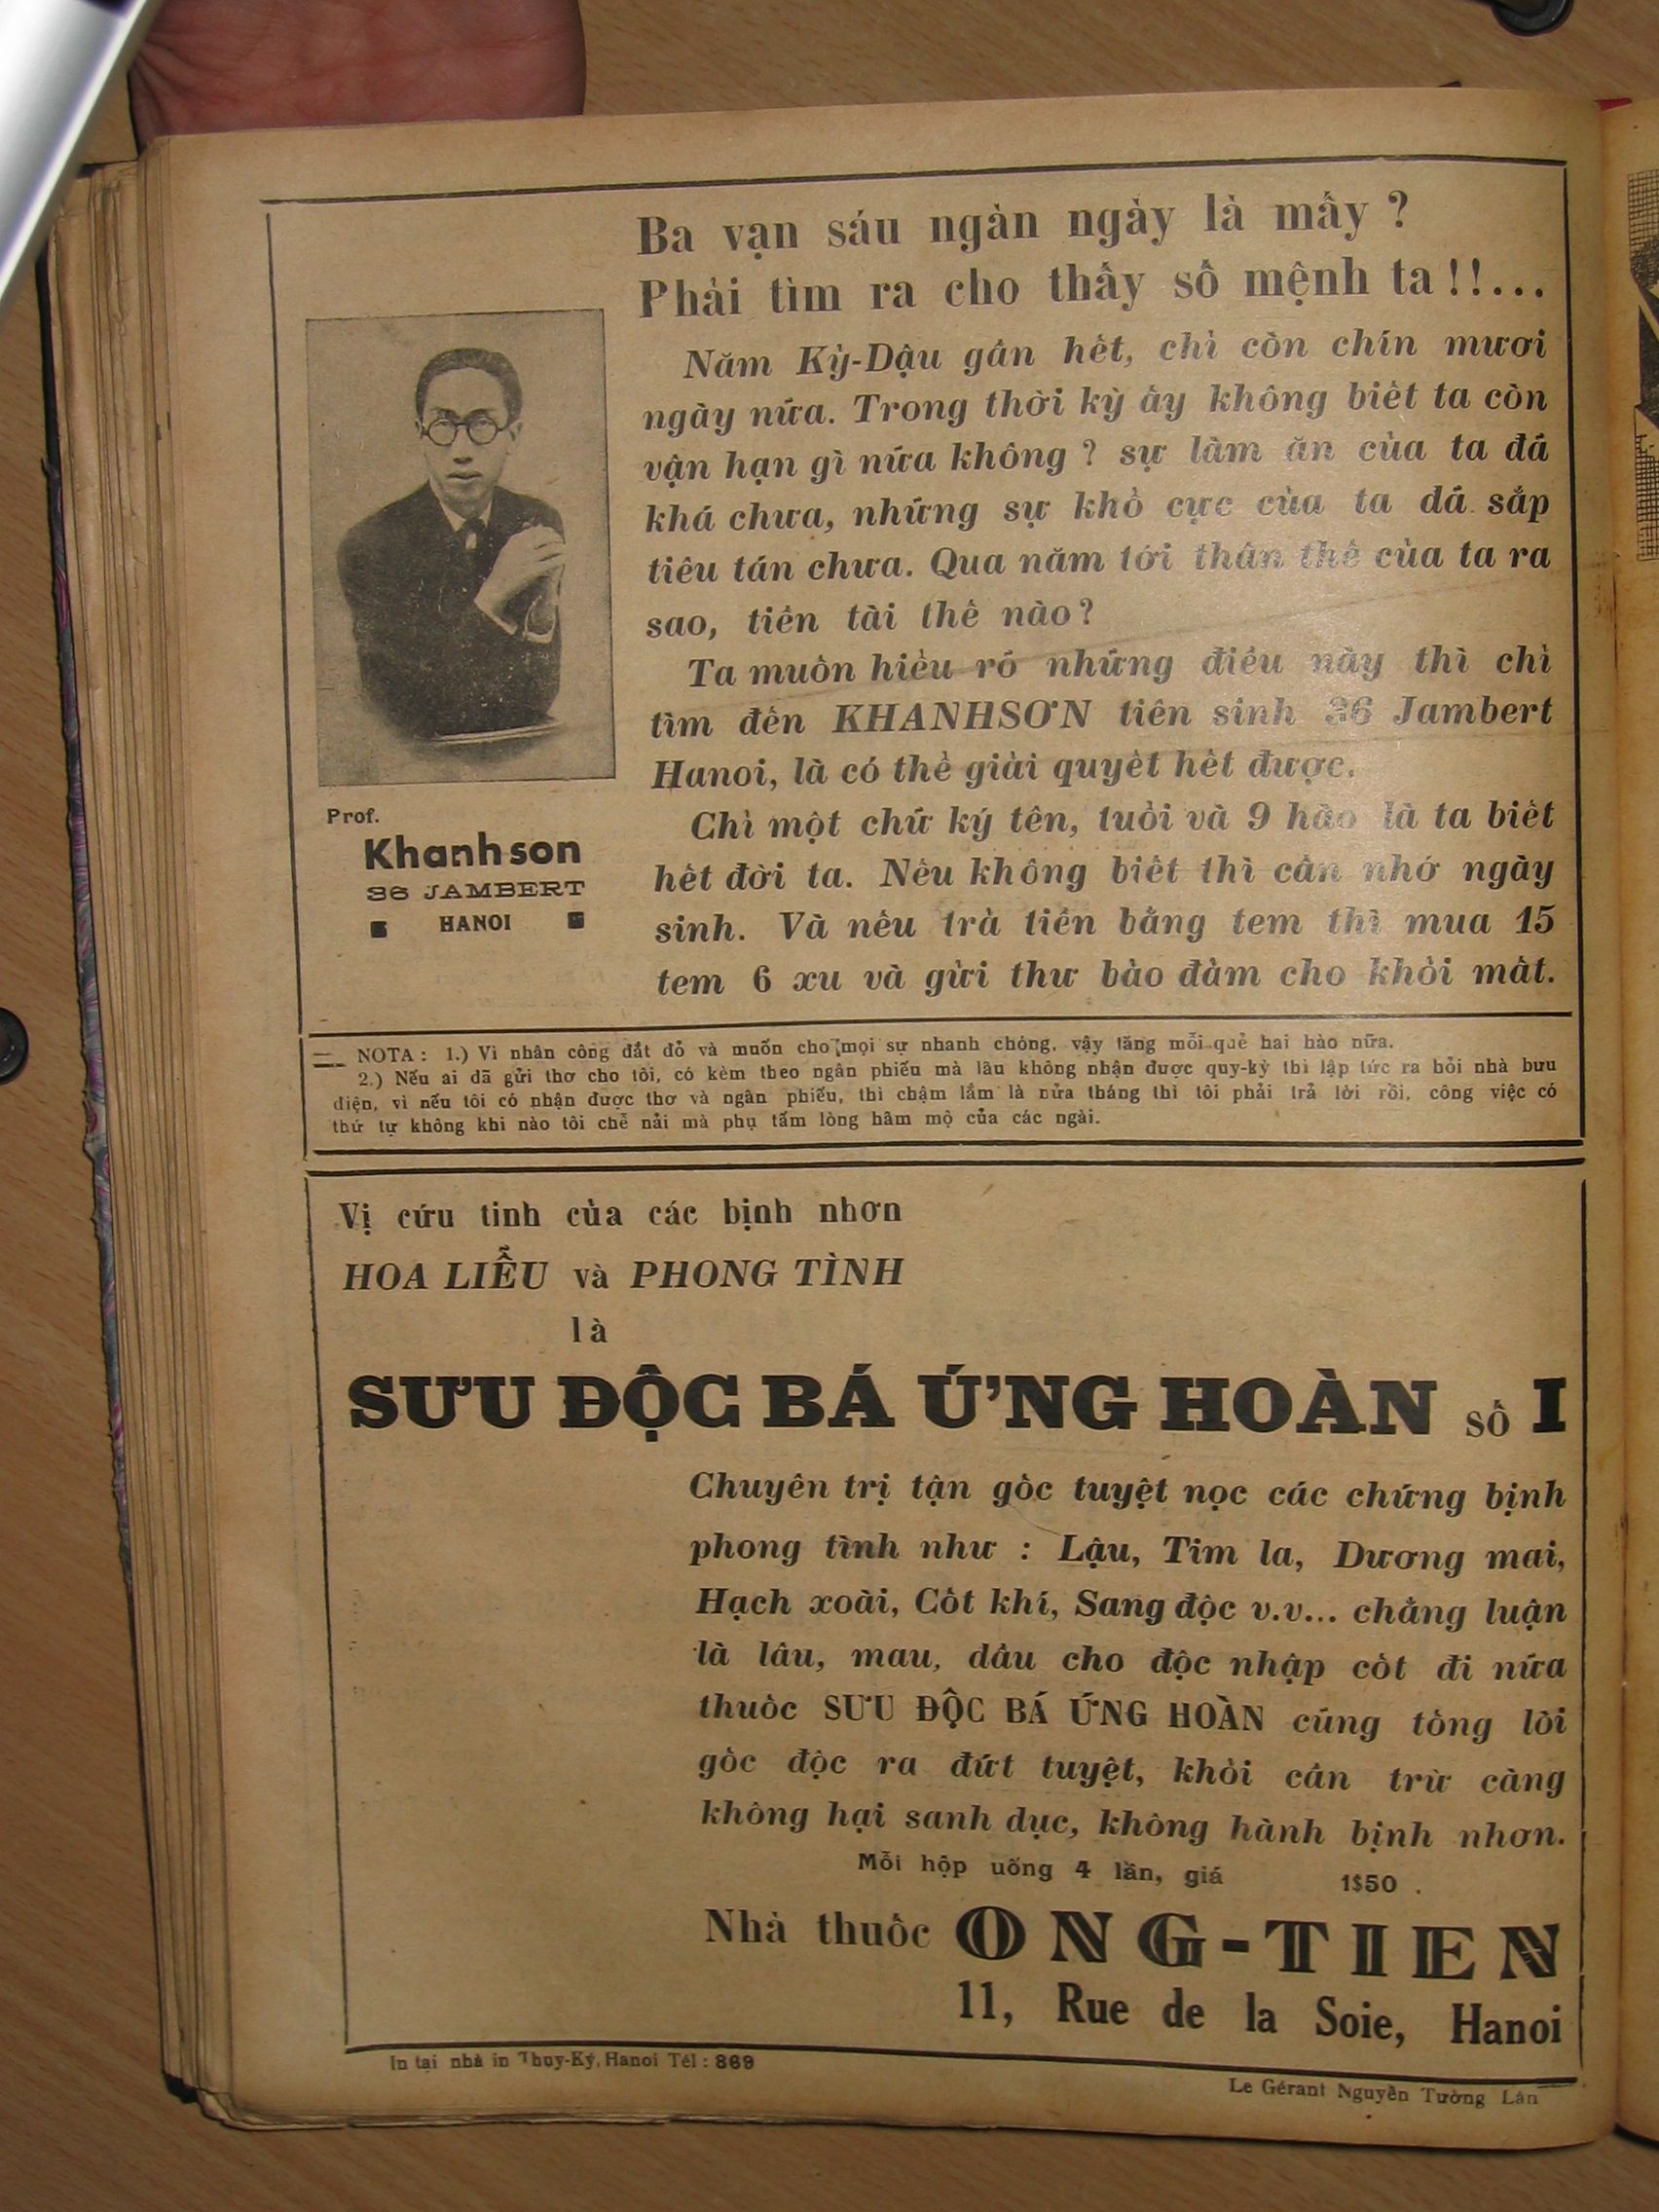 Ba vạn sáu ngàn ngày là mấy ?
Phải tìm ra cho thấy số mệnh ta !!...
Năm Kỷ-Dậu gần hết, chỉ còn chín mươi
ngày nữa. Trong thời kỳ ấy không biết ta còn
vận hạn gì nữa không ? sự làm ăn của ta đã
khá chưa, những sự khổ cực của ta đã sắp
tiêu tán chưa. Qua năm tới thân thế của ta ra
sao, tiền tài thế nào ?
Ta muốn hiểu rõ những điều này thì chỉ
tìm đến KHANHSƠN tiên sinh 36 Jambert
Hanoi, là có thể giải quyết hết được.
Chỉ một chữ ký tên, tuổi và 9 hào là ta biết
hết đời ta. Nếu không biết thì cần nhớ ngày
sinh. Và nếu trả tiền bằng tem thì mua 15
tem 6 xu và gửi thư bảo đảm cho khỏi mất.
Prof.
Khanhson
36 JAMBERT
HANOI
NOTA : 1.) Vì nhân công đắt đỏ và muốn cho mọi sự nhanh chóng, vậy tăng mỗi quẻ hai hào nữa.
2.) Nếu ai đã gửi thơ cho tôi, có kèm theo ngân phiếu mà lâu không nhận được quy-kỳ thì lập tức ra hỏi nhà bưu
điện, vì nếu tôi có nhận được thơ và ngân phiếu, thì chậm lắm là nửa tháng thì tôi phải trả lời rồi, công việc có
thứ tự không khi nào tôi chễ nải mà phụ tấm lòng hâm mộ của các ngài.
Vị cứu tinh của các bịnh nhơn
HOA LIỄU và PHONG TÌNH
là
SƯU ĐỘC BÁ ỨNG HOÀN số I
Chuyên trị tận gốc tuyệt nọc các chứng bịnh
phong tình như : Lậu, Tim la, Dương mai,
Hạch xoài, Cốt khí, Sang độc v.v... chẳng luận
là lâu, mau, dầu cho độc nhập cốt đi nữa
thuốc SƯU ĐỘC BÁ ỨNG HOÀN cũng tống lòi
gốc độc ra đứt tuyệt, khỏi cần trừ càng
không hại sanh dục, không hành bịnh nhơn.
Mỗi hộp uống 4 lần, giá 1$50 .
Nhà thuốc ONG-TIEN
11, Rue de la Soie, Hanoi
In tại nhà in Thuy-Ký, Hanoi Tél : 869
Le Gérant Nguyễn Tường Lân